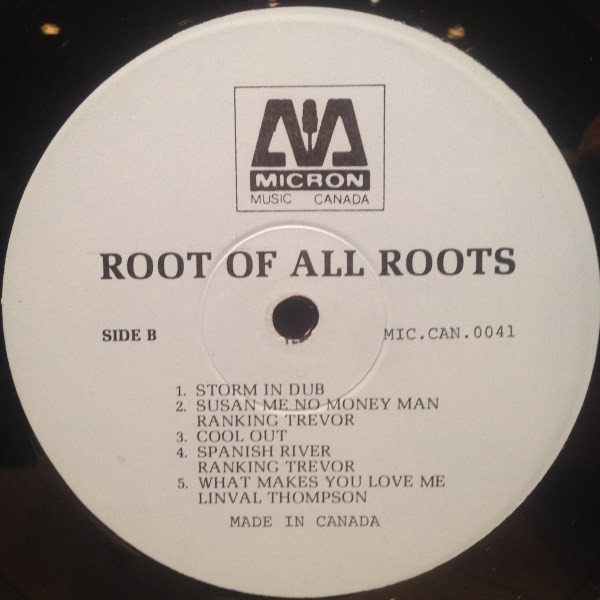 MICRON
MUSIC CANADA
ROOT OF ALL ROOTS
SIDE B MIC.CAN.0041
1. STORM IN DUB
2. SUSAN ME NO MONEY MAN
RANKING TREVOR
3. COOL OUT
4. SPANISH RIVER
RANKING TREVOR
5. WHAT MAKES YOU LOVE ME
LINVAL THOMPSON
MADE IN CANADA